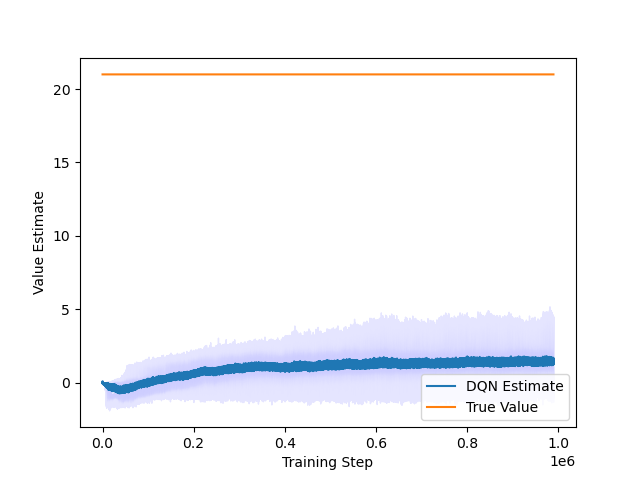 20
15
10
5
0
Value Estimate
DQN Estimate
True Value
0.0 0.2 0.4 0.6 0.8 1.0
1e6
Training Step